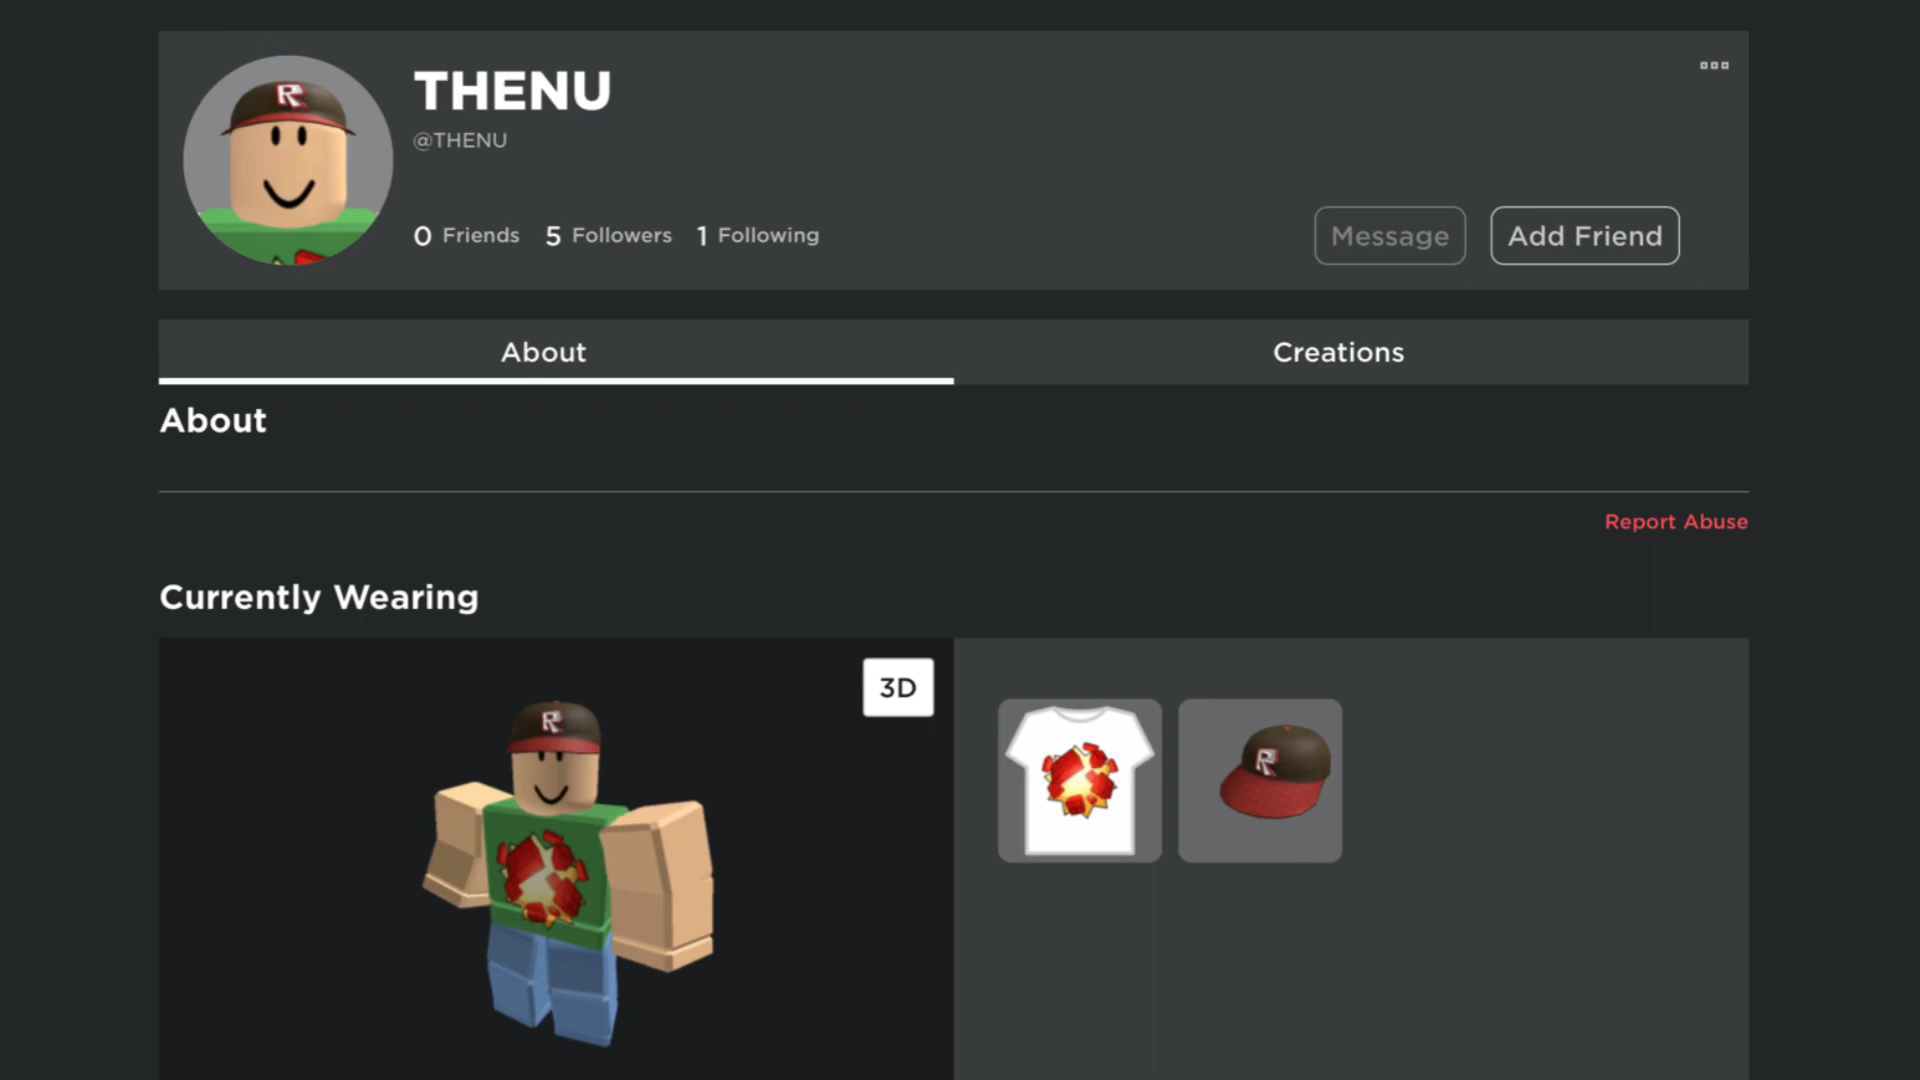 R
THENU
@THENU
0 Friends 5 Followers 1 Following
Message
Add Friend
About
Creations
About
Report Abuse
Currently Wearing
3D
R
R